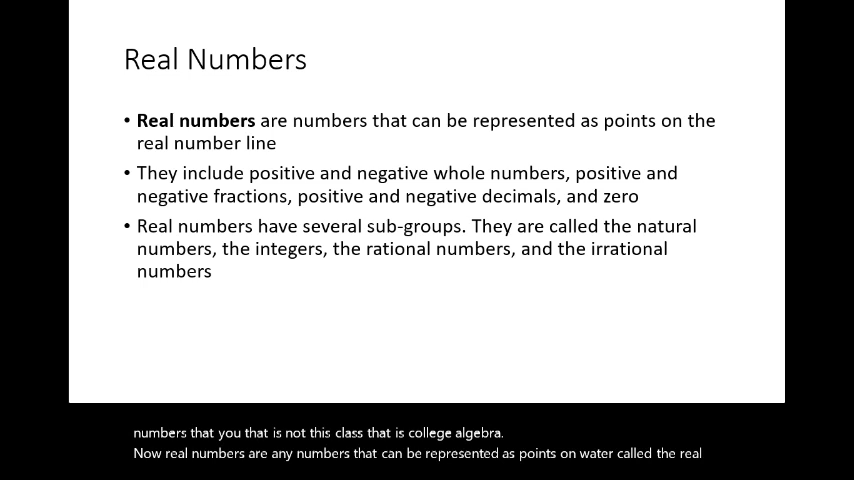 Real Numbers
• Real numbers are numbers that can be represented as points on the
real number line
• They include positive and negative whole numbers, positive and
negative fractions, positive and negative decimals, and zero
• Real numbers have several sub-groups. They are called the natural
numbers, the integers, the rational numbers, and the irrational
numbers
numbers that you that is not this class that is college algebra.
Now real numbers are any numbers that can be represented as points on water called the real